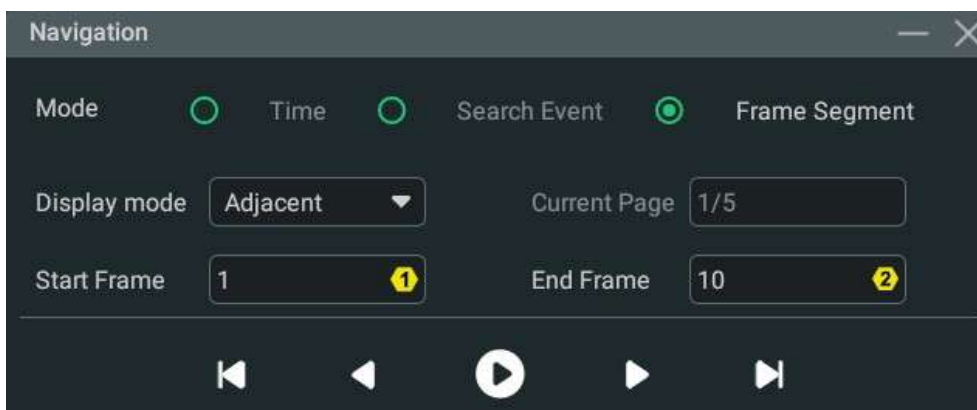 Navigation
Mode Time Search Event Frame Segment
Display mode Adjacent Current Page 1/5
Start Frame 1 1 End Frame 10 2